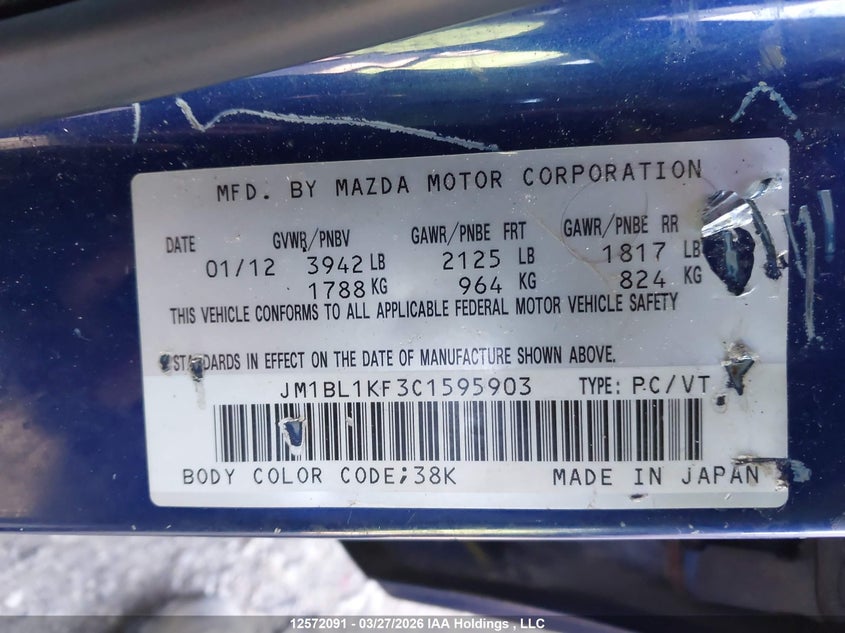 MFD. BY MAZDA MOTOR CORPORATION
DATE GVWR/PNBV GAWR/PNBE FRT GAWR/PNBE RR
01/12 3942 LB 2125 LB 1817 LB
1788 KG 964 KG 824 KG
THIS VEHICLE CONFORMS TO ALL APPLICABLE FEDERAL MOTOR VEHICLE SAFETY
STANDARDS IN EFFECT ON THE DATE OF MANUFACTURE SHOWN ABOVE.
JM1BL1KF3C1595903 TYPE: P.C/VT
BODY COLOR CODE;38K MADE IN JAPAN
12572091 - 03/27/2026 IAA Holdings , LLC